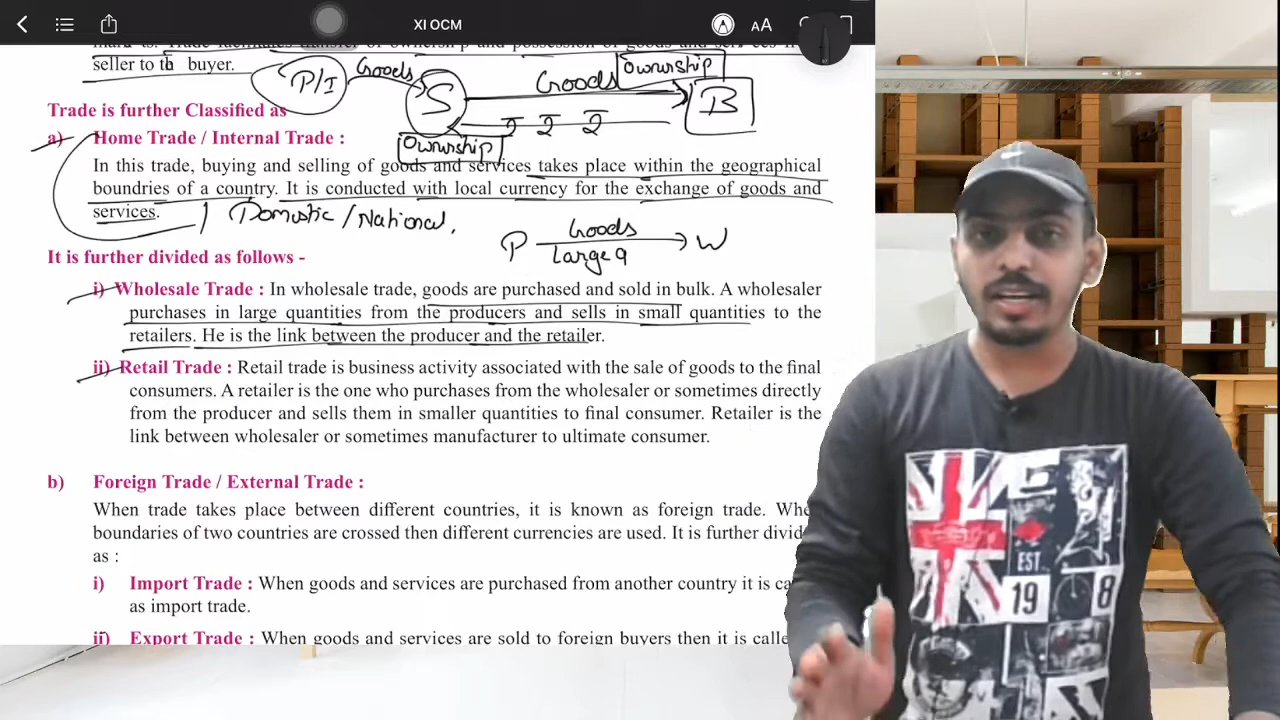 XI OCM
AA
seller to the buyer.
P/I
Goods
S
Goods
Ownership
B
Trade is further Classified as
Ownership
a) Home Trade / Internal Trade :
In this trade, buying and selling of goods and services takes place within the geographical
boundries of a country. It is conducted with local currency for the exchange of goods and
services.
/ Domestic / National.
P Goods W
Large q
It is further divided as follows -
i) Wholesale Trade : In wholesale trade, goods are purchased and sold in bulk. A wholesaler
purchases in large quantities from the producers and sells in small quantities to the
retailers. He is the link between the producer and the retailer.
ii) Retail Trade : Retail trade is business activity associated with the sale of goods to the final
consumers. A retailer is the one who purchases from the wholesaler or sometimes directly
from the producer and sells them in smaller quantities to final consumer. Retailer is the
link between wholesaler or sometimes manufacturer to ultimate consumer.
b) Foreign Trade / External Trade :
When trade takes place between different countries, it is known as foreign trade. Whe
boundaries of two countries are crossed then different currencies are used. It is further divid
as :
i) Import Trade : When goods and services are purchased from another country it is ca
as import trade.
ii) Export Trade : When goods and services are sold to foreign buyers then it is calle
EST
19 8